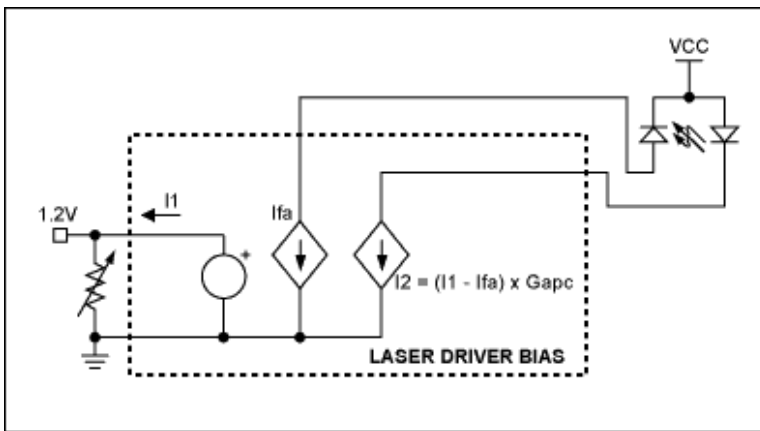 VCC
I1
1.2V
Ifa
+
I2 = (I1 - Ifa) x Gapc
LASER DRIVER BIAS